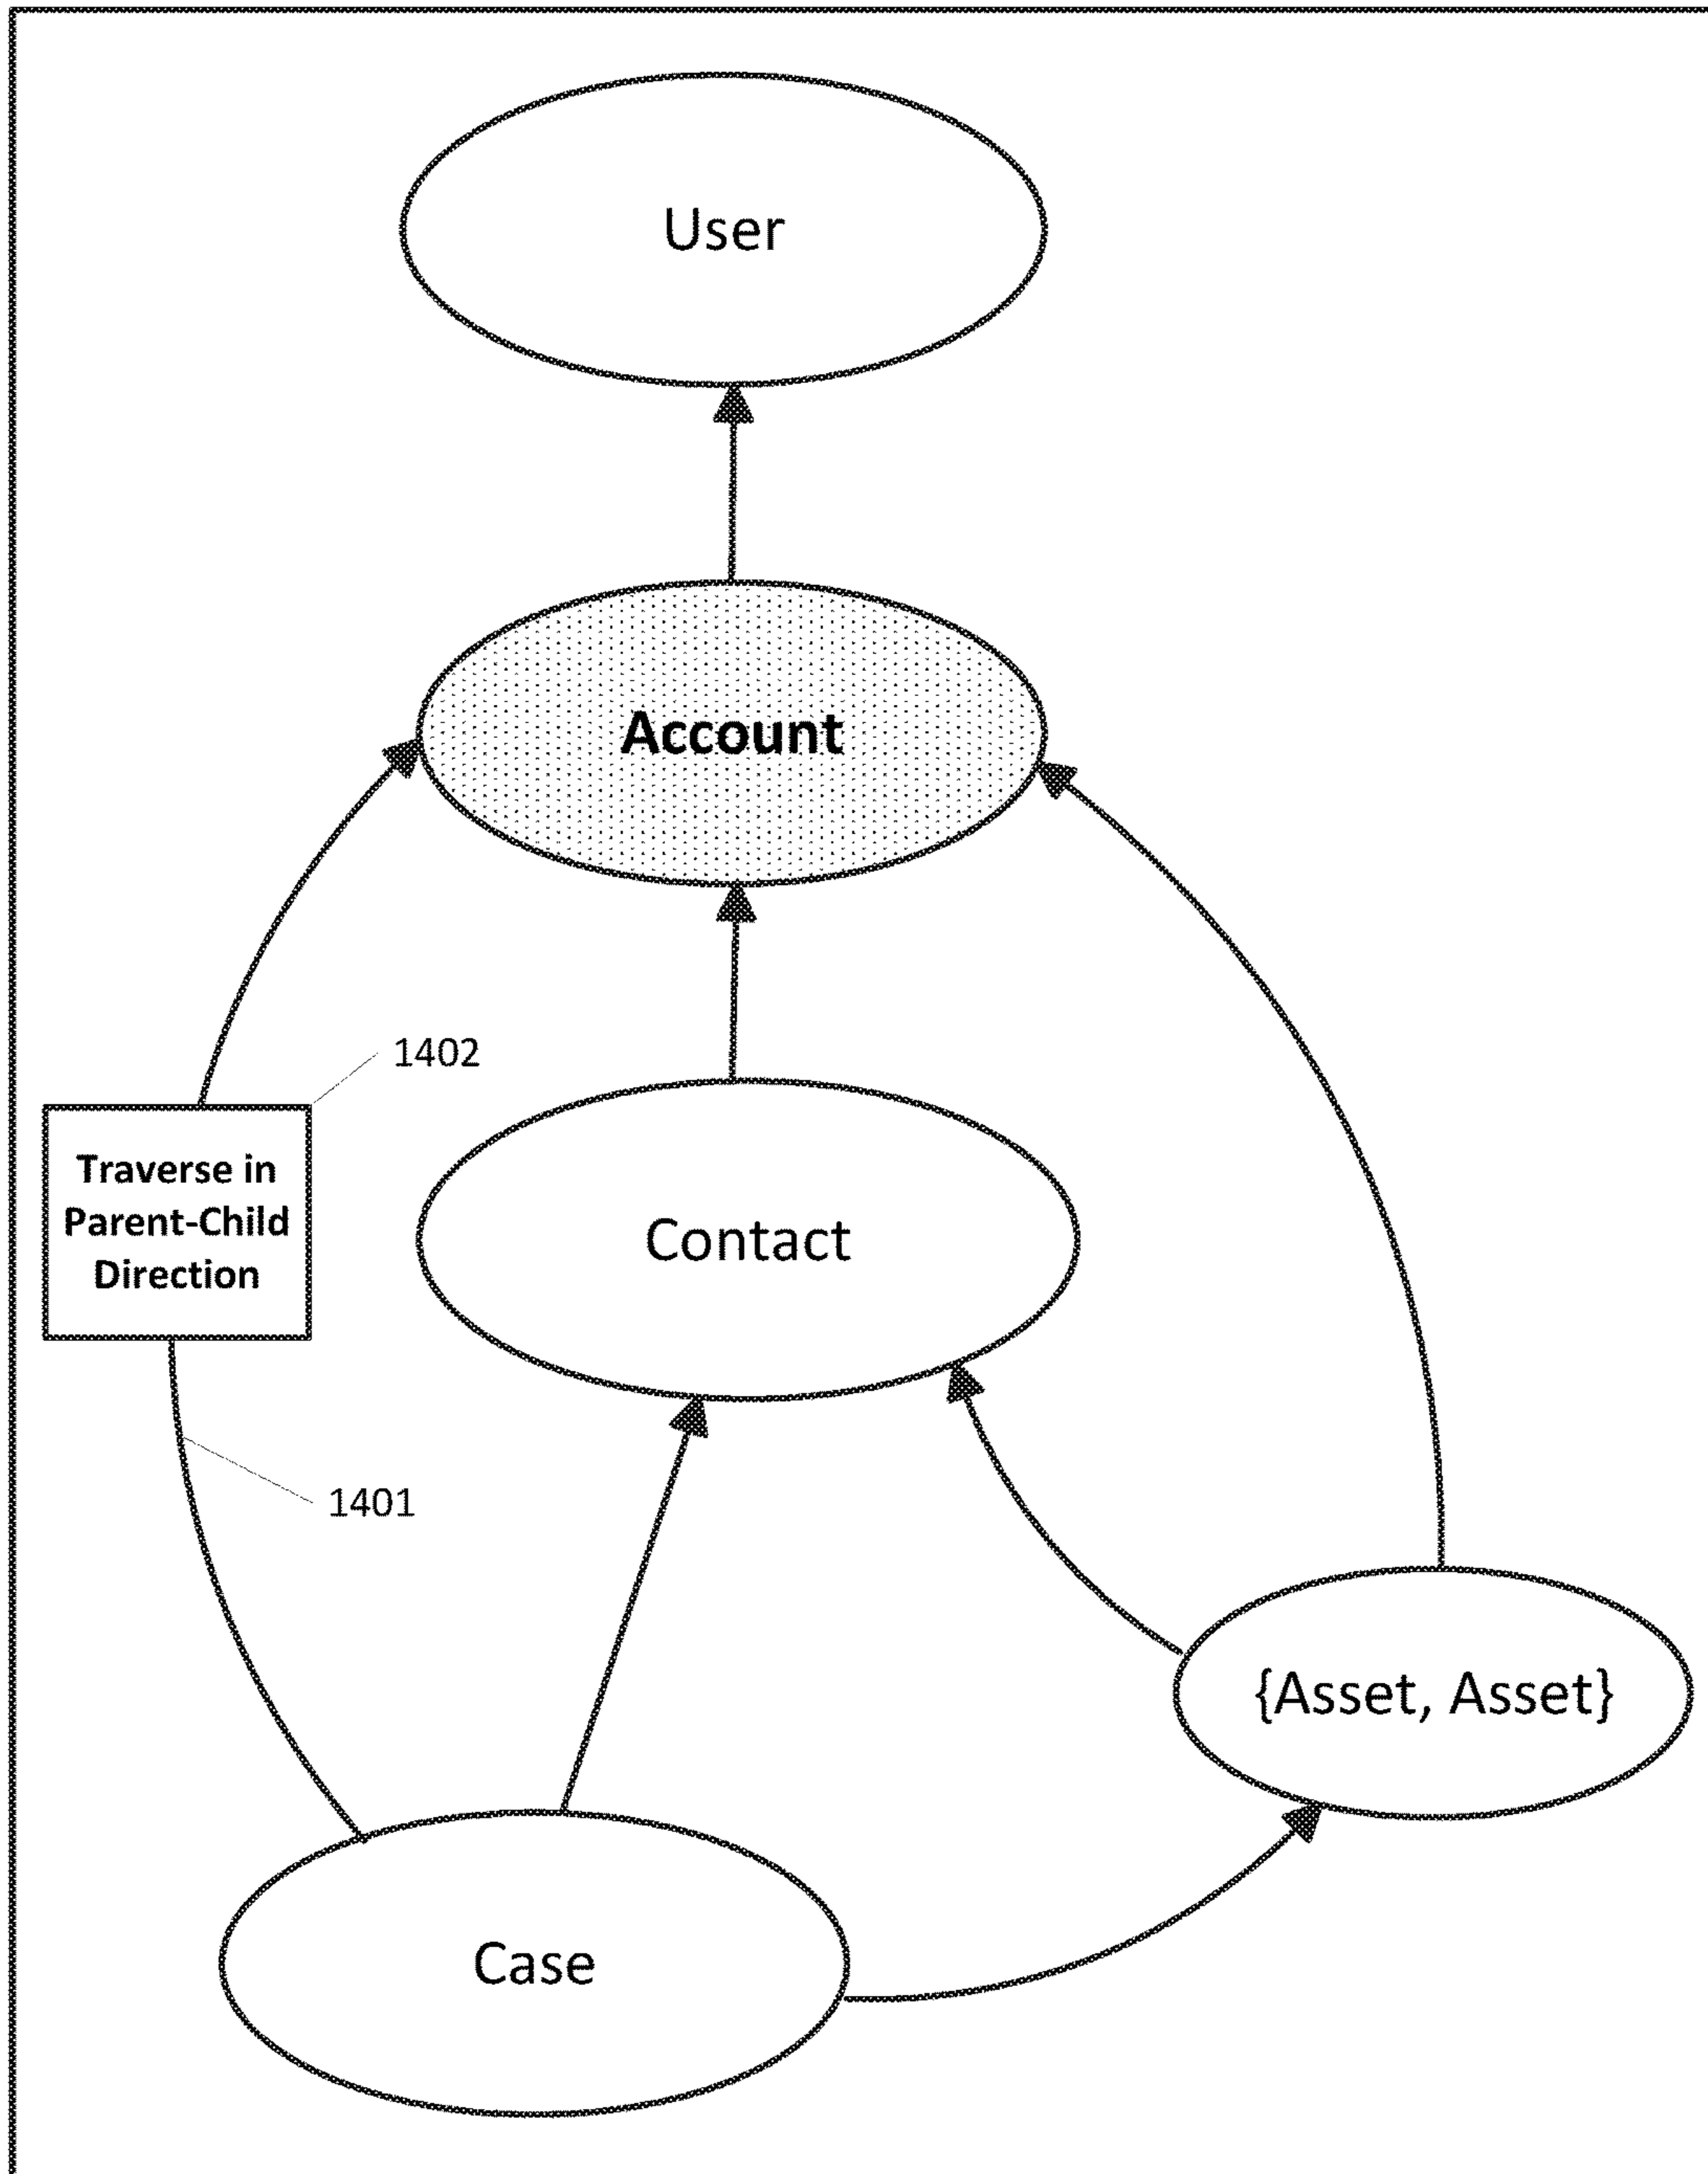 User
Account
1402
Traverse in
Parent-Child
Direction
Contact
1401
{Asset, Asset}
Case